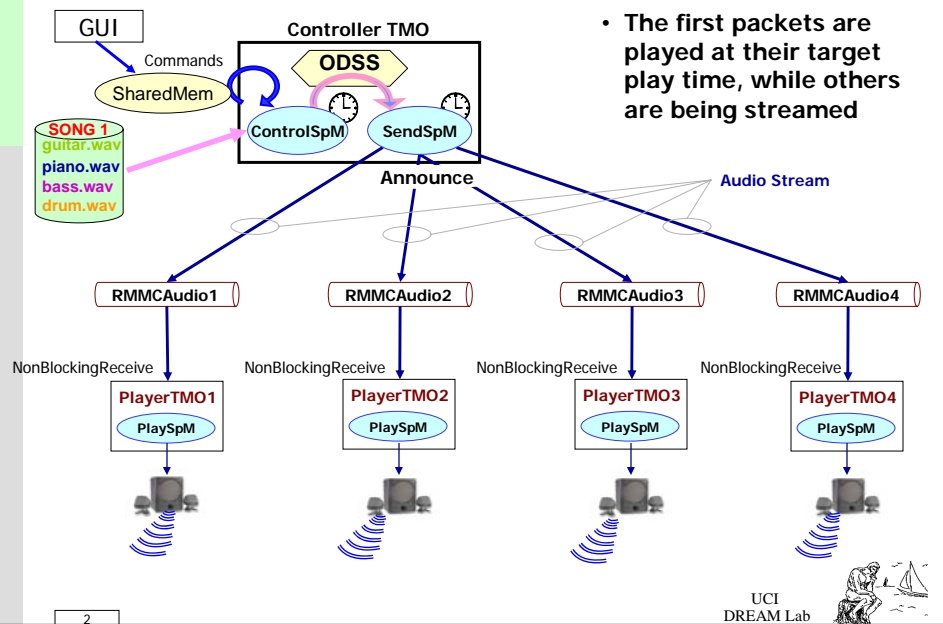 GUI
Controller TMO
• The first packets are
played at their target
play time, while others
are being streamed
Commands
ODSS
SharedMem
ControlSpM
SendSpM
SONG 1
guitar.wav
piano.wav
bass.wav
drum.wav
Announce
Audio Stream
RMMCAudio1
RMMCAudio2
RMMCAudio3
RMMCAudio4
NonBlockingReceive
NonBlockingReceive
NonBlockingReceive
NonBlockingReceive
PlayerTMO1
PlayerTMO2
PlayerTMO3
PlayerTMO4
PlaySpM
PlaySpM
PlaySpM
PlaySpM
UCI
DREAM Lab
2